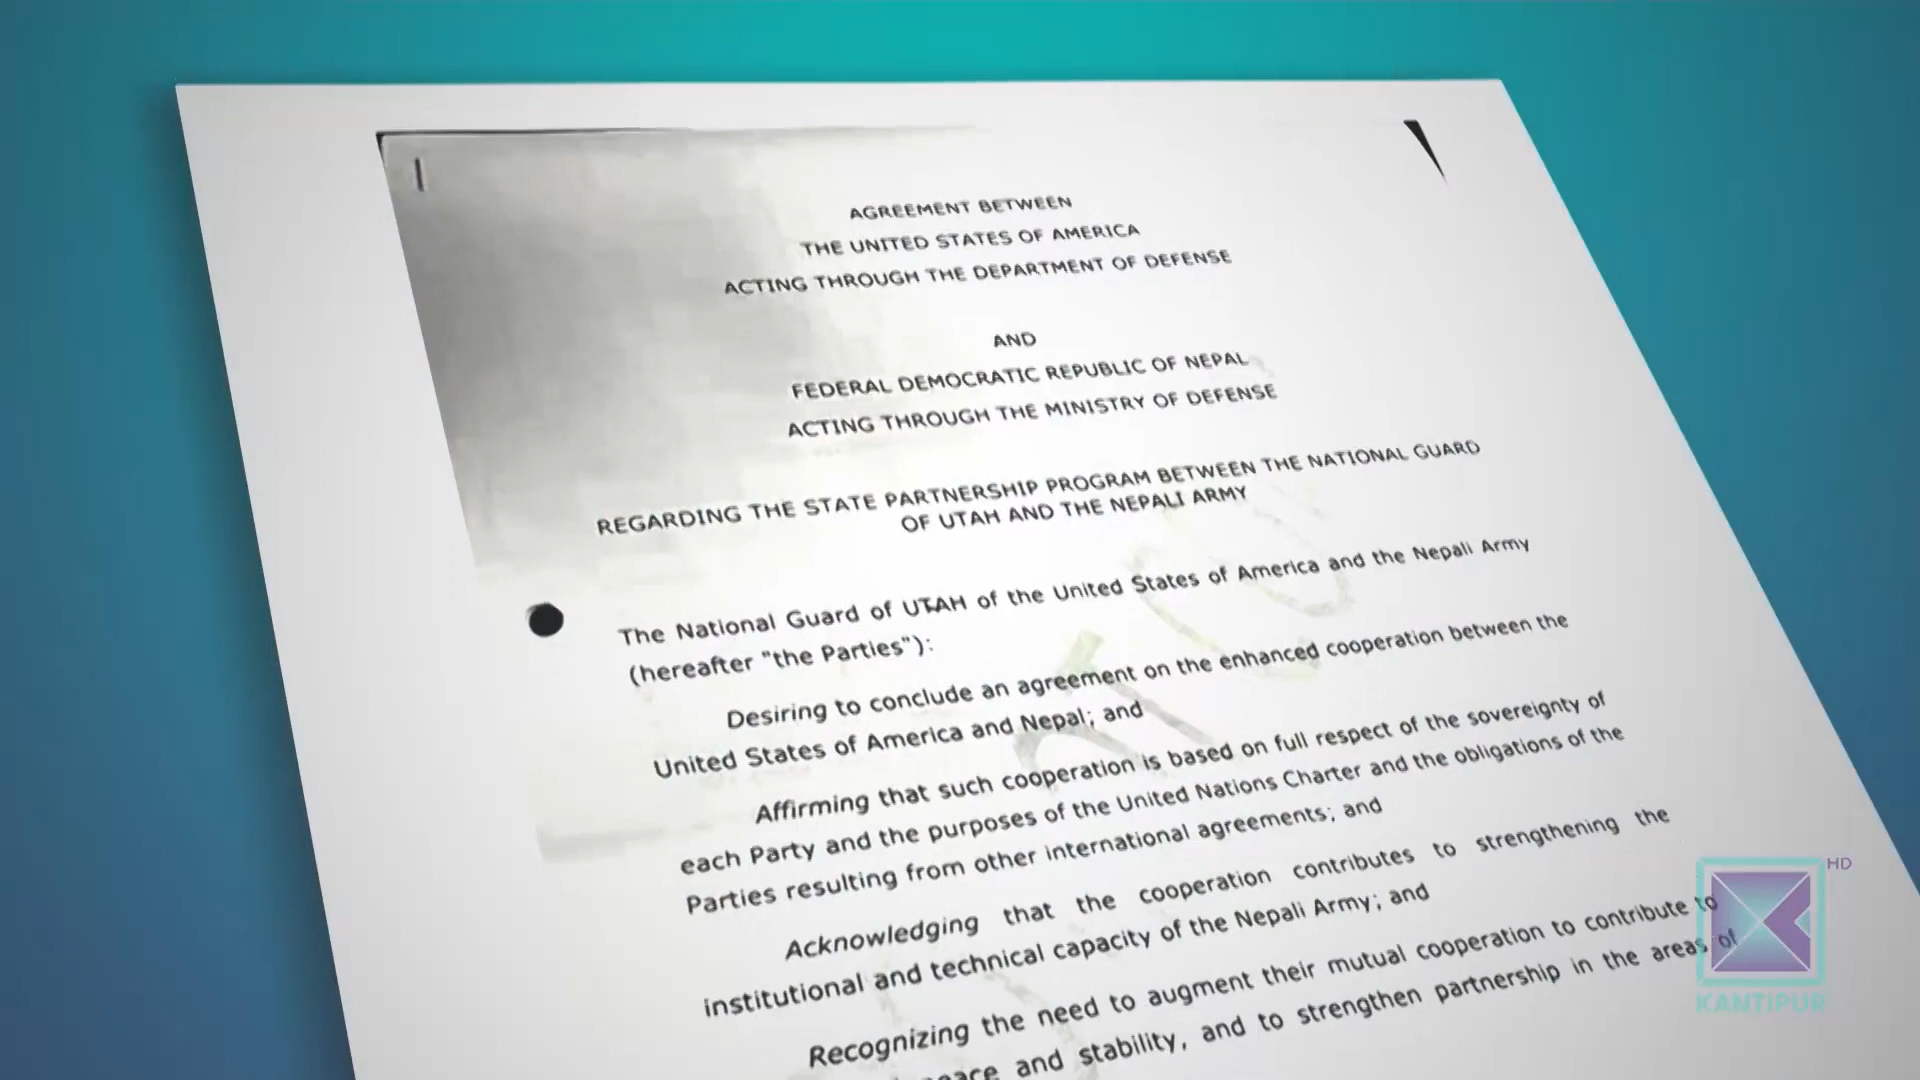 AGREEMENT BETWEEN
THE UNITED STATES OF AMERICA
ACTING THROUGH THE DEPARTMENT OF DEFENSE
AND
FEDERAL DEMOCRATIC REPUBLIC OF NEPAL
ACTING THROUGH THE MINISTRY OF DEFENSE
REGARDING THE STATE PARTNERSHIP PROGRAM BETWEEN THE NATIONAL GUARD
OF UTAH AND THE NEPALI ARMY
The National Guard of UTAH of the United States of America and the Nepali Army
(hereafter "the Parties"):
Desiring to conclude an agreement on the enhanced cooperation between the
United States of America and Nepal; and
Affirming that such cooperation is based on full respect of the sovereignty of
each Party and the purposes of the United Nations Charter and the obligations of the
Parties resulting from other international agreements; and
Acknowledging that the cooperation contributes to strengthening the
institutional and technical capacity of the Nepali Army; and
Recognizing the need to augment their mutual cooperation to contribute to
and stability, and to strengthen partnership in the areas of
HD
KANTIPUR